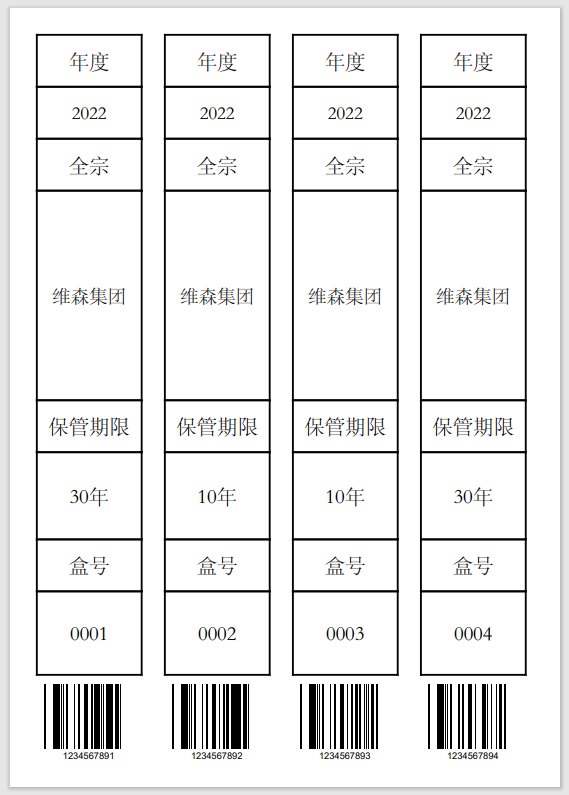 年度
2022
全宗
维森集团
保管期限
30年
盒号
0001
1234567891
年度
2022
全宗
维森集团
保管期限
10年
盒号
0002
1234567892
年度
2022
全宗
维森集团
保管期限
10年
盒号
0003
1234567893
年度
2022
全宗
维森集团
保管期限
30年
盒号
0004
1234567894